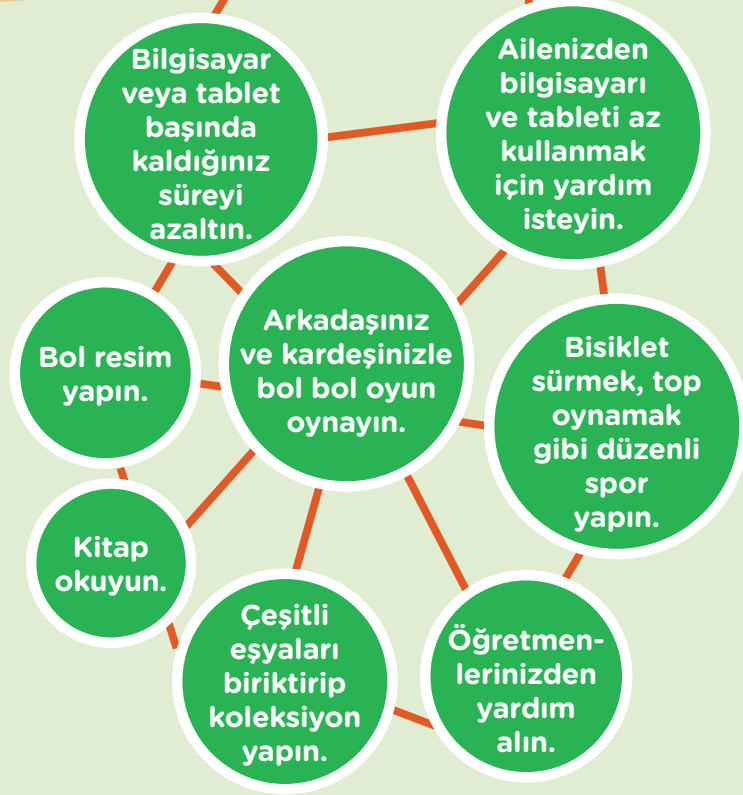 Bilgisayar
veya tablet
başında
kaldığınız
süreyi
azaltın.
Ailenizden
bilgisayarı
ve tableti az
kullanmak
için yardım
isteyin.
Arkadaşınız
ve kardeşinizle
bol bol oyun
oynayın.
Bol resim
yapın.
Bisiklet
sürmek, top
oynamak
gibi düzenli
spor
yapın.
Kitap
okuyun.
Çeşitli
eşyaları
biriktirip
koleksiyon
yapın.
Öğretmen-
lerinizden
yardım
alın.